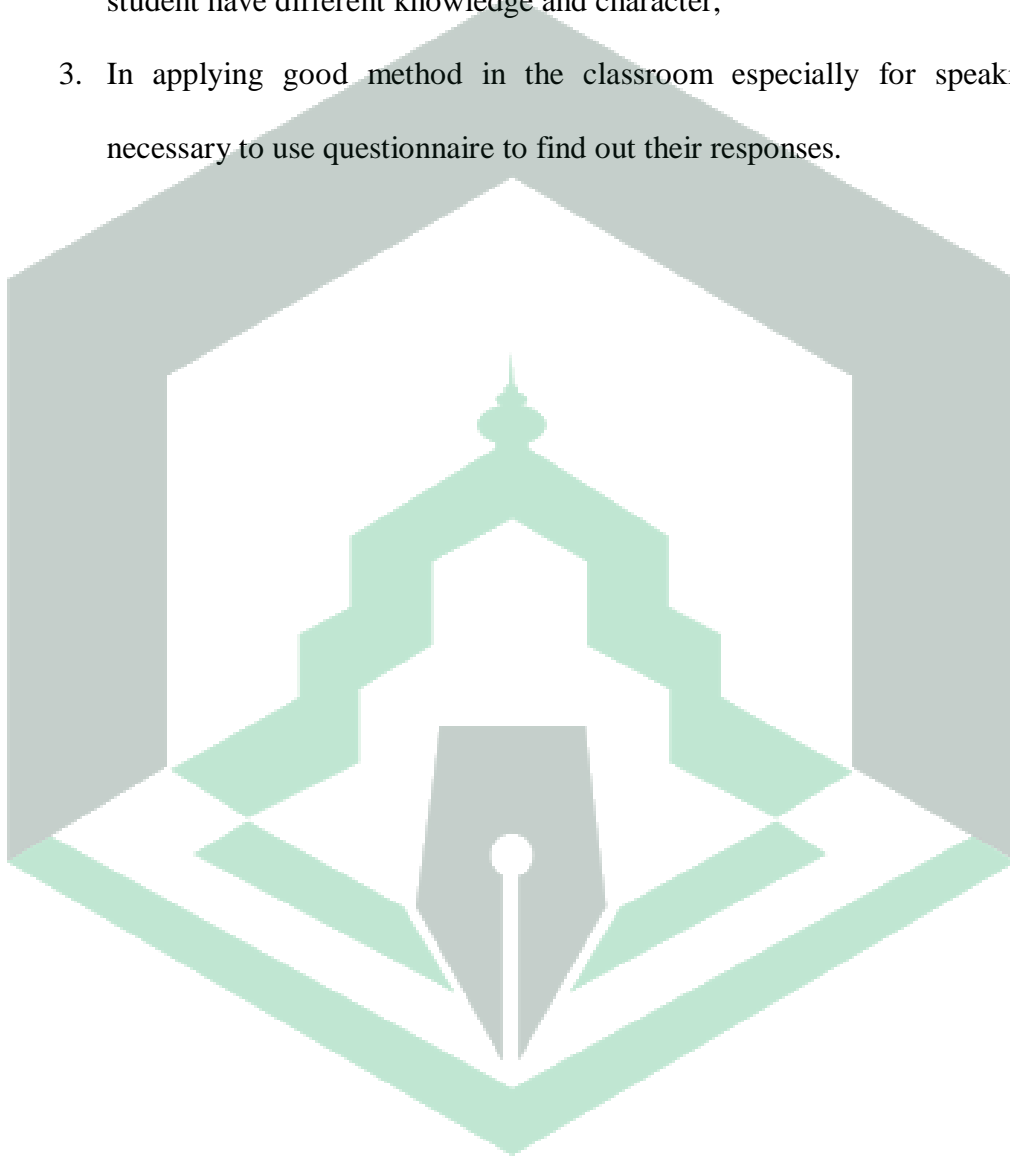 student have different knowledge and character;
3. In applying good method in the classroom especially for
necessary to use questionnaire to find out their responses.